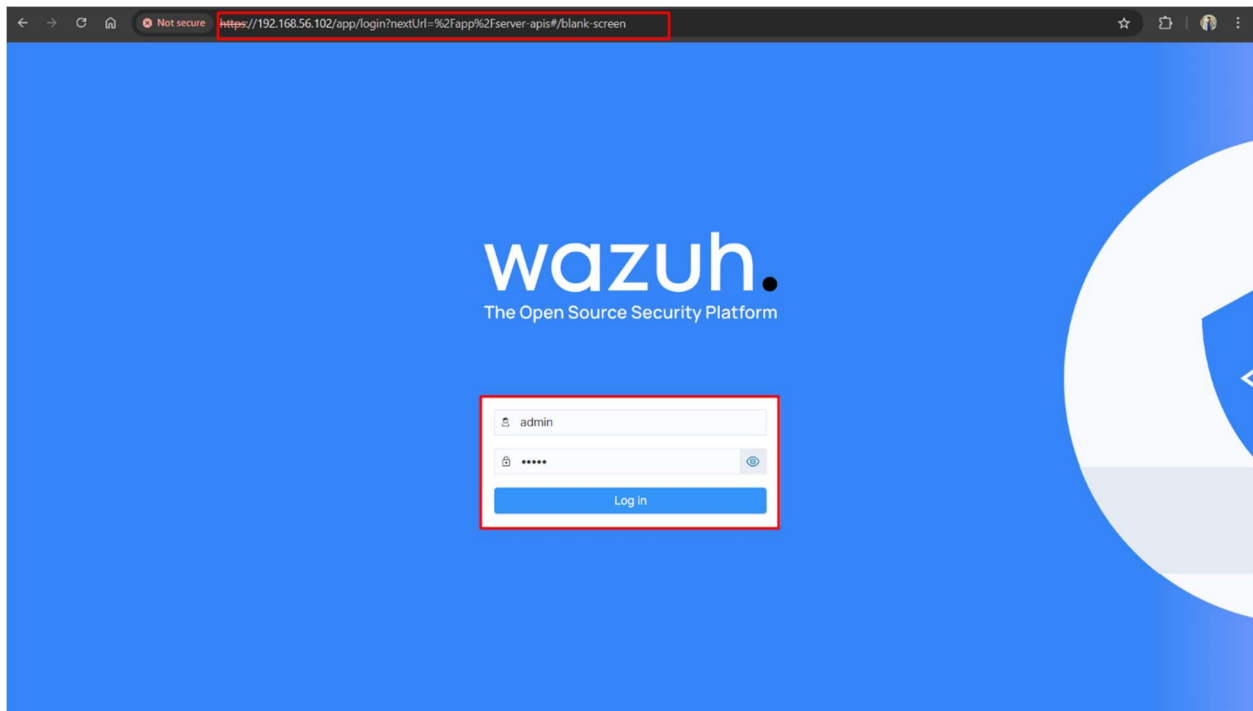 Not secure https://192.168.56.102/app/login?nextUrl=%2Fapp%2Fserver-apis#/blank-screen
wazuh.
The Open Source Security Platform
admin
•••••
Log in